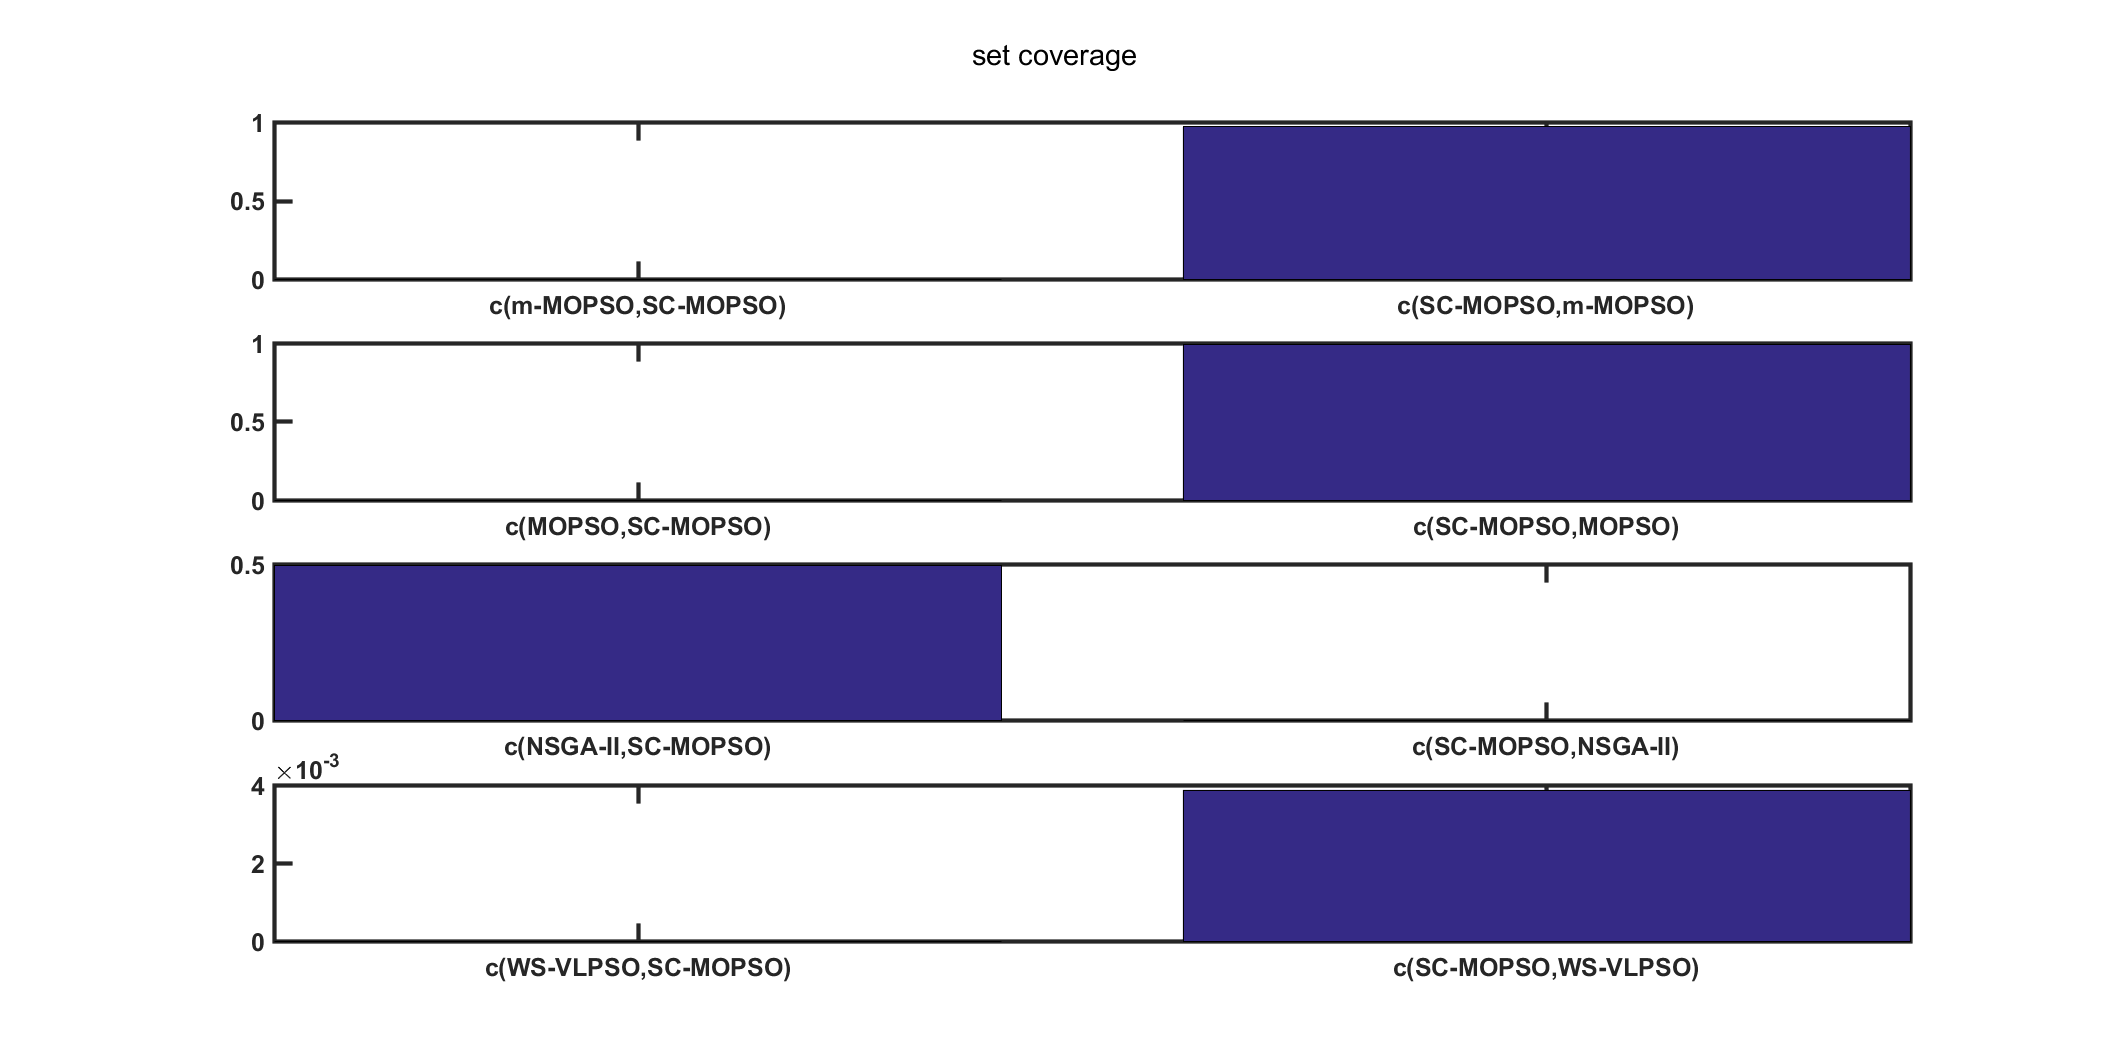 set coverage
1
0.5
0
c(m-MOPSO,SC-MOPSO) c(SC-MOPSO,m-MOPSO)
1
0.5
0
c(MOPSO,SC-MOPSO) c(SC-MOPSO,MOPSO)
0.5
0
c(NSGA-II,SC-MOPSO) c(SC-MOPSO,NSGA-II)
×10⁻³
4
2
0
c(WS-VLPSO,SC-MOPSO) c(SC-MOPSO,WS-VLPSO)